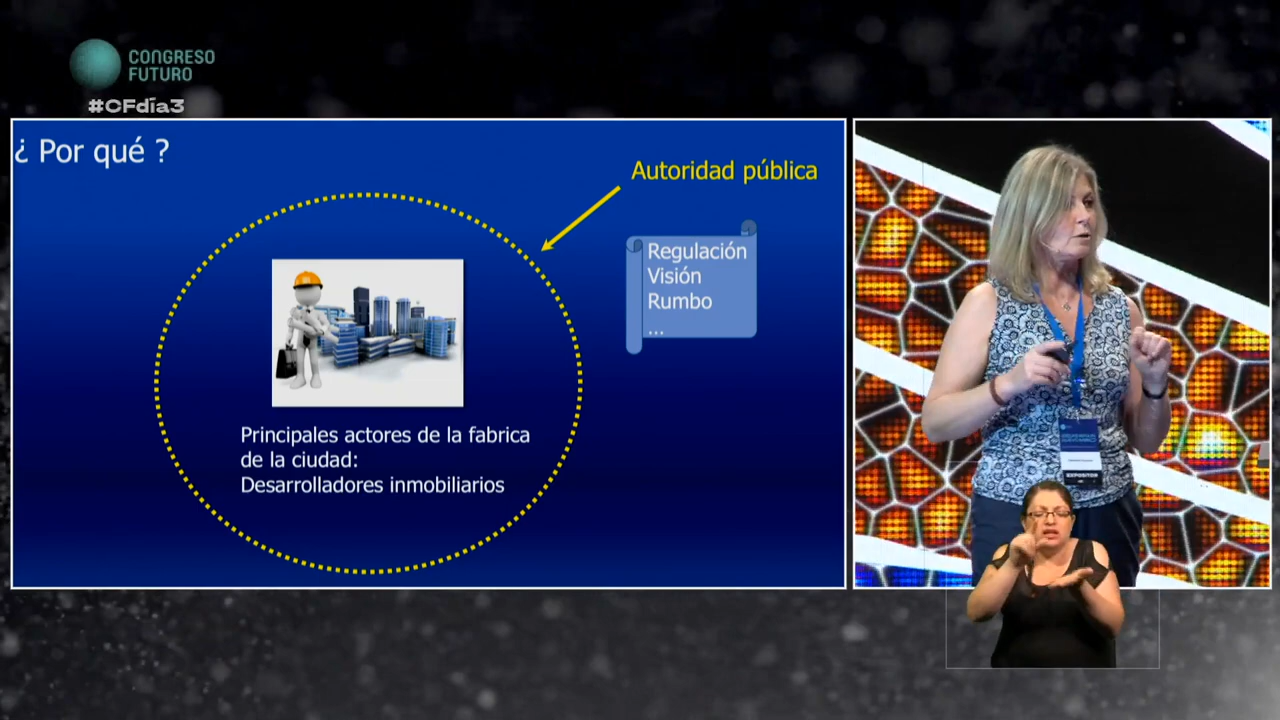 CONGRESO
FUTURO
#CFdía3
¿ Por qué ?
Autoridad pública
Regulación
Visión
Rumbo
...
Principales actores de la fabrica
de la ciudad:
Desarrolladores inmobiliarios
EXPOSITOR